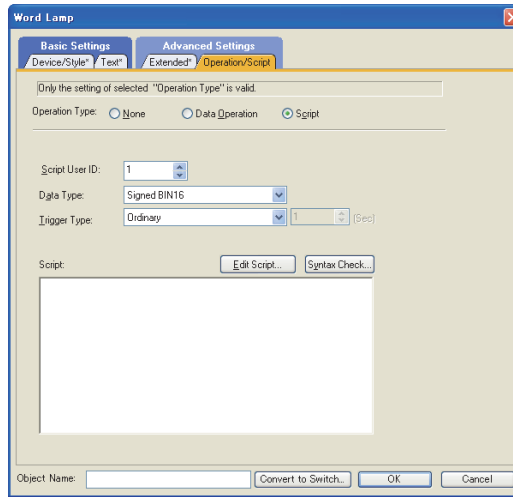 Word Lamp
Basic Settings
Advanced Settings
Device/Style* Text* Extended* Operation/Script
Only the setting of selected "Operation Type" is valid.
Operation Type: None Data Operation Script
Script User ID: 1
Data Type: Signed BIN16
Trigger Type: Ordinary 1 (Sec)
Script: Edit Script... Syntax Check...
Object Name: Convert to Switch... OK Cancel